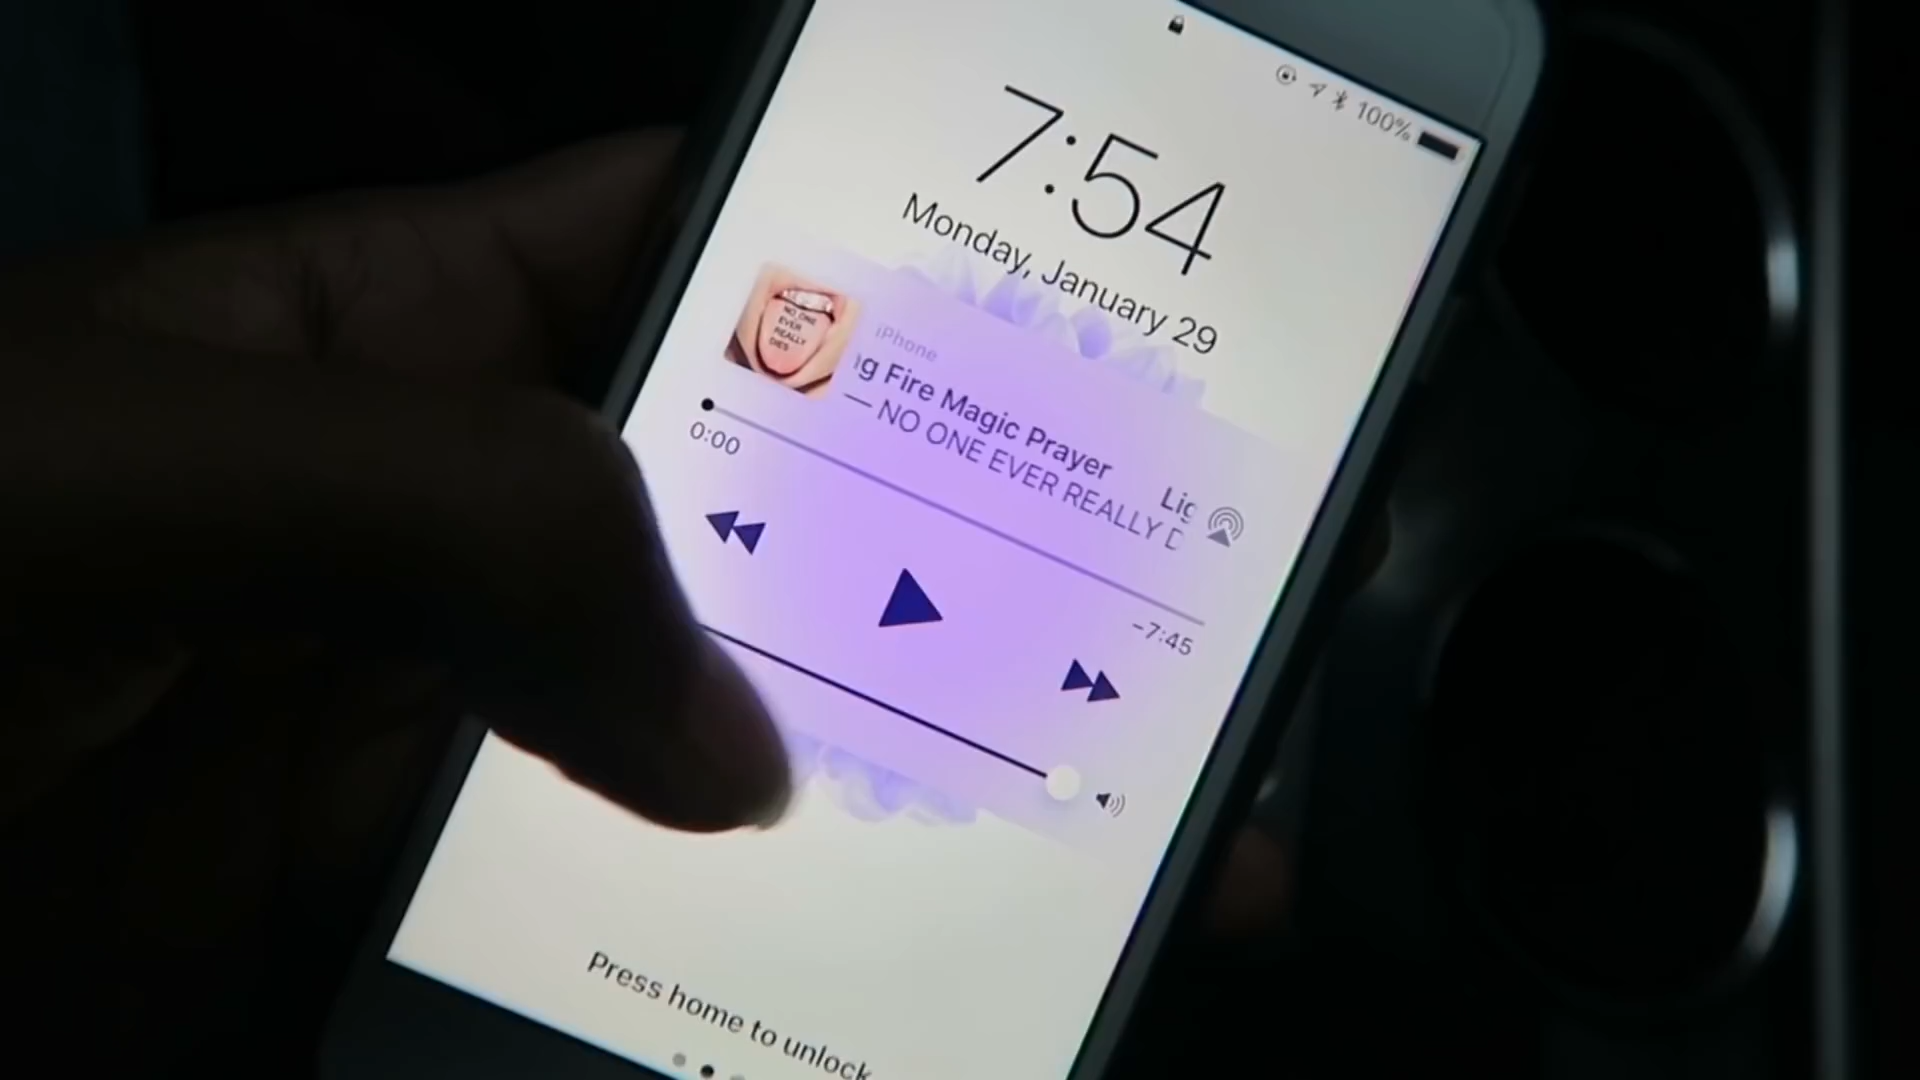 100%
7:54
Monday, January 29
NO ONE
EVER
REALLY
DIES
iPhone
g Fire Magic Prayer Lig
— NO ONE EVER REALLY D
0:00
-7:45
Press home to unlock